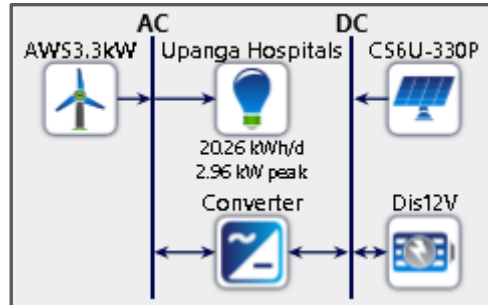 AC DC
AWS3.3kW Upanga Hospitals CS6U-330P
20.26 kWh/d
2.96 kW peak
Converter Dis12V